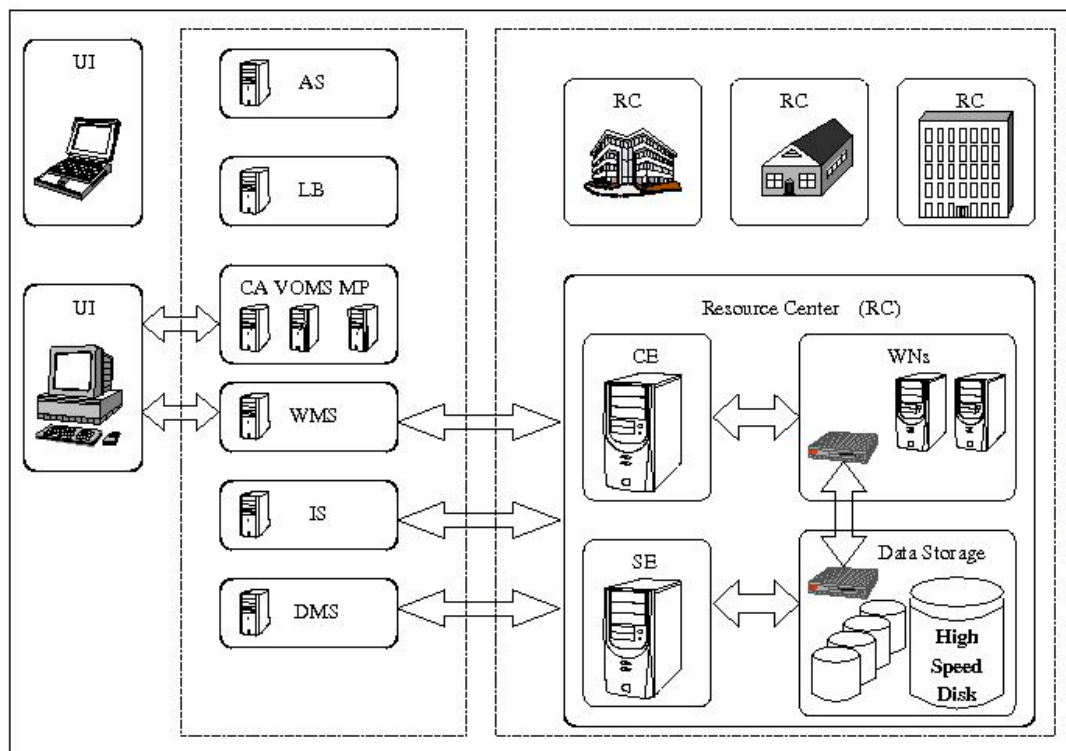 UI
AS
LB
UI
CA VOMS MP
WMS
IS
DMS
RC
RC
RC
Resource Center (RC)
CE
WNs
SE
Data Storage
High
Speed
Disk